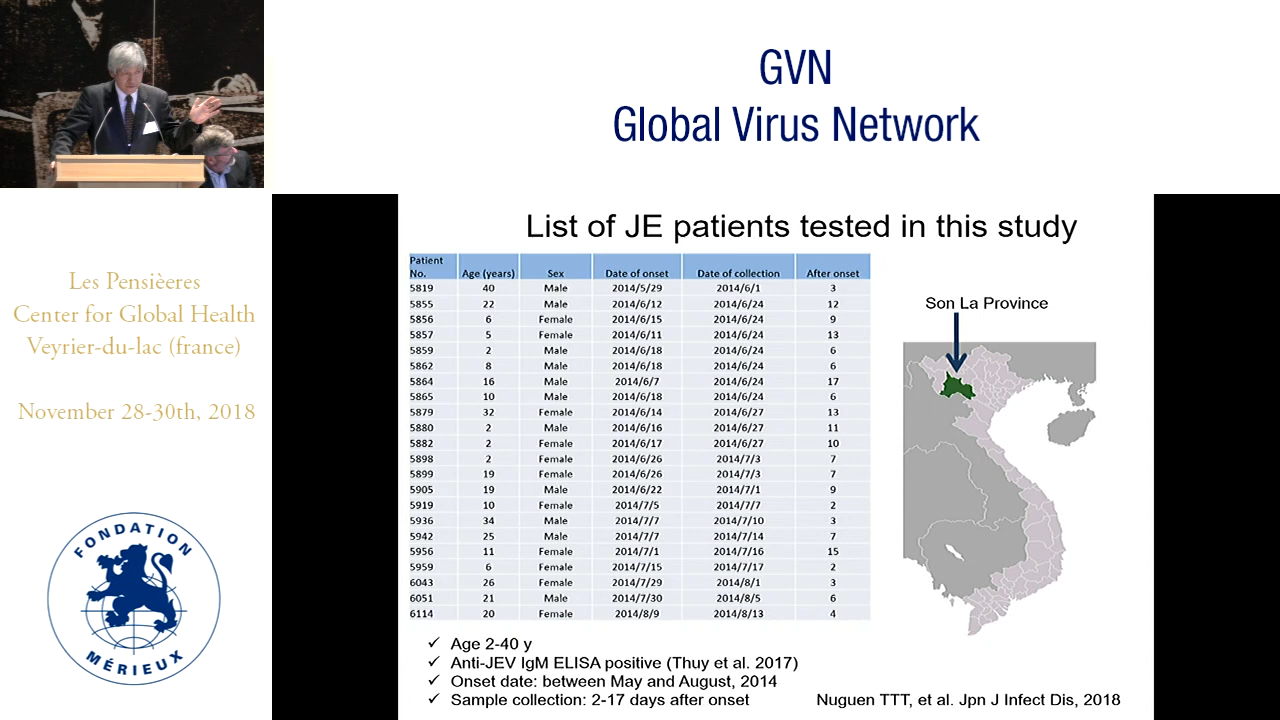 GVN
Global Virus Network
Les Pensièeres
Center for Global Health
Veyrier-du-lac (france)
November 28-30th, 2018
FONDATION
MÉRIEUX
List of JE patients tested in this study
Patient No. Age (years) Sex Date of onset Date of collection After onset
5819 40 Male 2014/5/29 2014/6/1 3
5855 22 Male 2014/6/12 2014/6/24 12
5856 6 Female 2014/6/15 2014/6/24 9
5857 5 Female 2014/6/11 2014/6/24 13
5859 2 Male 2014/6/18 2014/6/24 6
5862 8 Male 2014/6/18 2014/6/24 6
5864 16 Male 2014/6/7 2014/6/24 17
5865 10 Male 2014/6/18 2014/6/24 6
5879 32 Female 2014/6/14 2014/6/27 13
5880 2 Male 2014/6/16 2014/6/27 11
5882 2 Female 2014/6/17 2014/6/27 10
5898 2 Female 2014/6/26 2014/7/3 7
5899 19 Female 2014/6/26 2014/7/3 7
5905 19 Male 2014/6/22 2014/7/1 9
5919 10 Female 2014/7/5 2014/7/7 2
5936 34 Male 2014/7/7 2014/7/10 3
5942 25 Male 2014/7/7 2014/7/14 7
5956 11 Female 2014/7/1 2014/7/16 15
5959 6 Female 2014/7/15 2014/7/17 2
6043 26 Female 2014/7/29 2014/8/1 3
6051 21 Male 2014/7/30 2014/8/5 6
6114 20 Female 2014/8/9 2014/8/13 4
Son La Province
✓ Age 2-40 y
✓ Anti-JEV IgM ELISA positive (Thuy et al. 2017)
✓ Onset date: between May and August, 2014
✓ Sample collection: 2-17 days after onset
Nuguen TTT, et al. Jpn J Infect Dis, 2018